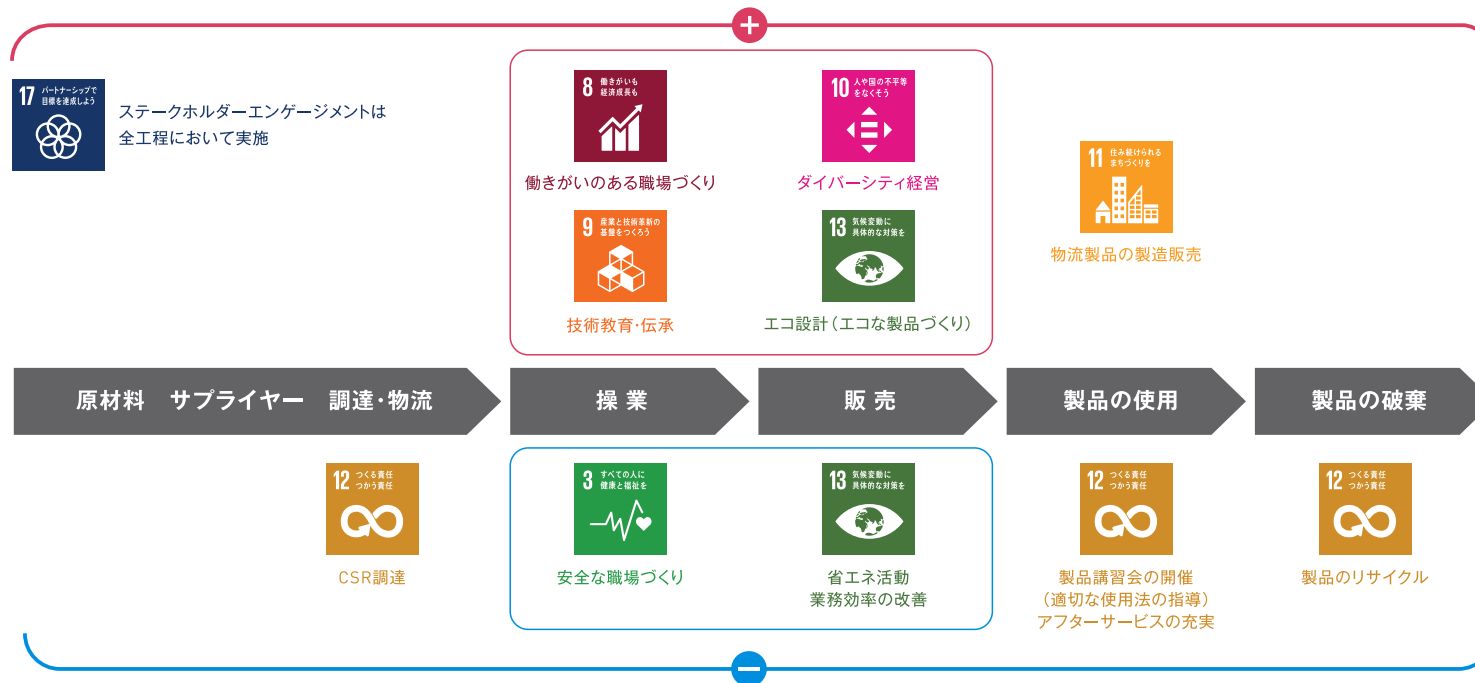 17 パートナーシップで
目標を達成しよう
ステークホルダーエンゲージメントは
全工程において実施
8 働きがいも
経済成長も
働きがいのある職場づくり
10 人や国の不平等
をなくそう
ダイバーシティ経営
9 産業と技術革新の
基盤をつくろう
技術教育・伝承
13 気候変動に
具体的な対策を
エコ設計（エコな製品づくり）
11 住み続けられる
まちづくりを
物流製品の製造販売
原材料 サプライヤー 調達・物流
操業
販売
製品の使用
製品の破棄
12 つくる責任
つかう責任
CSR調達
3 すべての人に
健康と福祉を
安全な職場づくり
13 気候変動に
具体的な対策を
省エネ活動
業務効率の改善
12 つくる責任
つかう責任
製品講習会の開催
（適切な使用法の指導）
アフターサービスの充実
12 つくる責任
つかう責任
製品のリサイクル